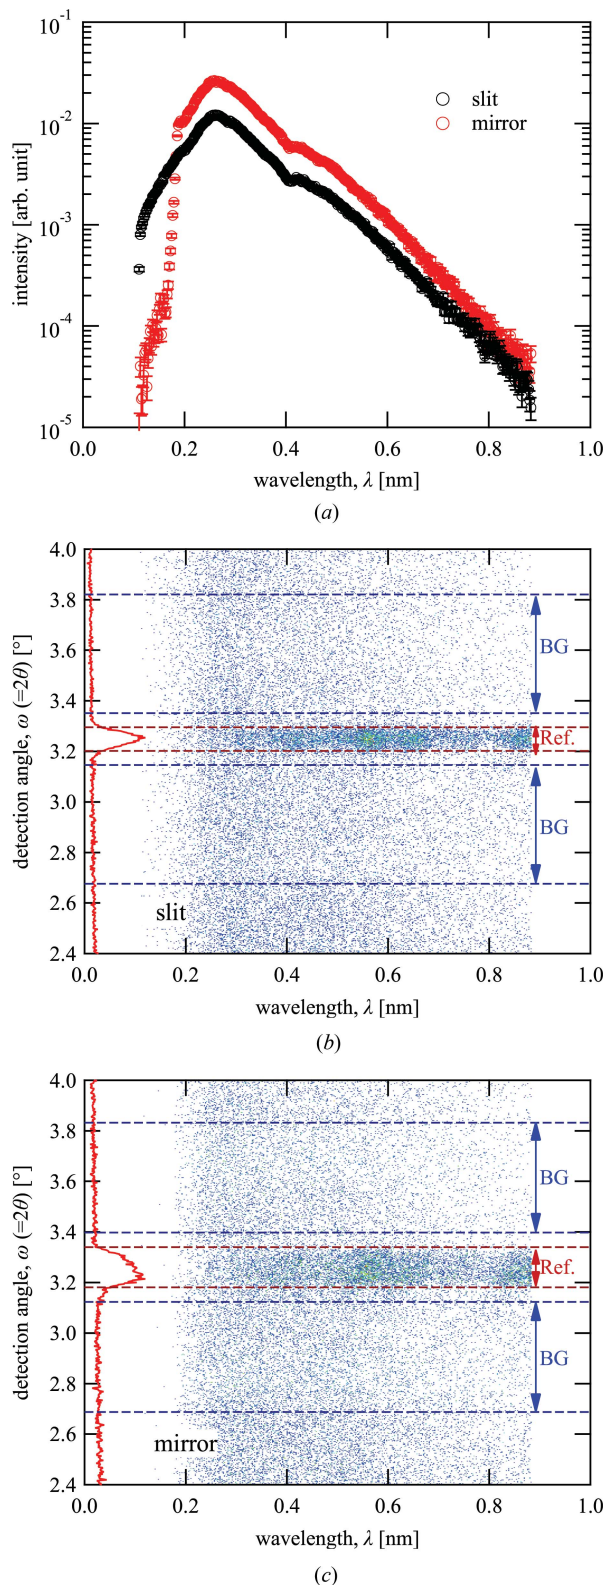 10^-1
10^-2
10^-3
10^-4
10^-5
intensity [arb. unit]
slit
mirror
0.0 0.2 0.4 0.6 0.8 1.0
wavelength, λ [nm]
(a)
4.0
3.8
3.6
3.4
3.2
3.0
2.8
2.6
2.4
detection angle, ω (=2θ) [°]
BG
Ref.
BG
slit
0.0 0.2 0.4 0.6 0.8 1.0
wavelength, λ [nm]
(b)
4.0
3.8
3.6
3.4
3.2
3.0
2.8
2.6
2.4
detection angle, ω (=2θ) [°]
BG
Ref.
BG
mirror
0.0 0.2 0.4 0.6 0.8 1.0
wavelength, λ [nm]
(c)